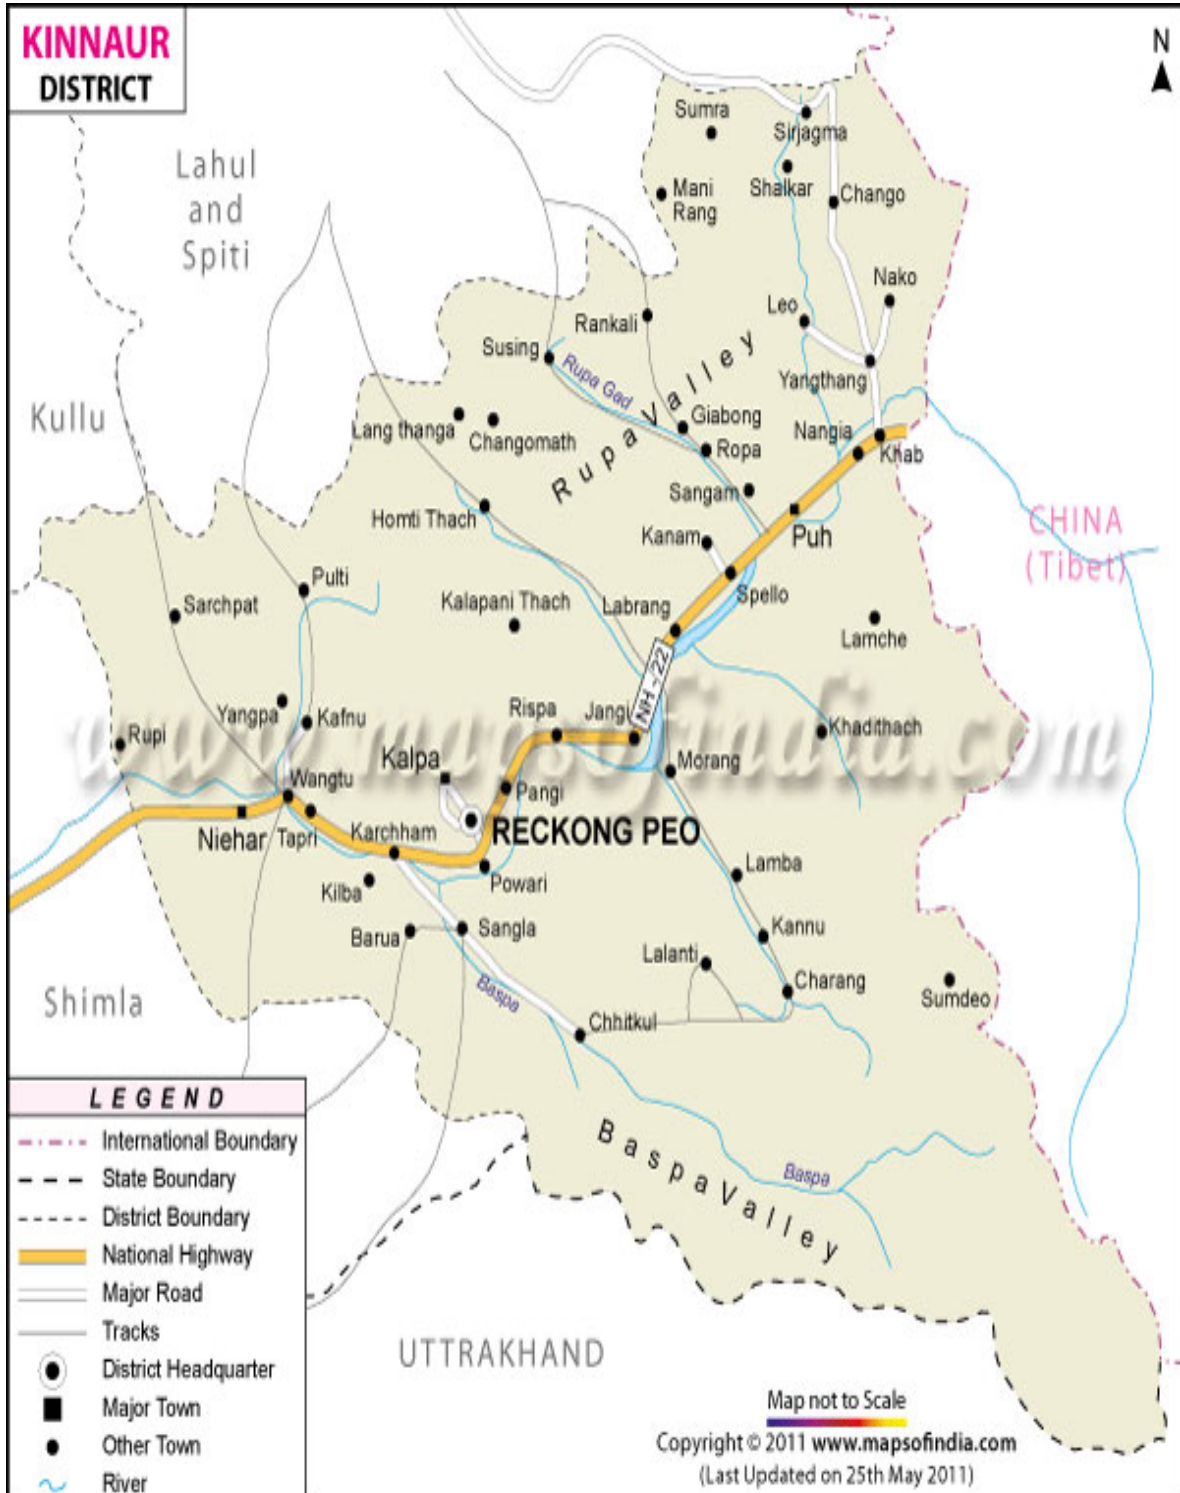 KINNAUR
DISTRICT
N
Lahul
and
Spiti
Sumra
Sirjagma
Mani
Rang
Shalkar
Chango
Nako
Leo
Rankali
Susing
Rupa Gad
Rupa Valley
Yangthang
Kullu
Lang thanga
Changomath
Giabong
Nangia
Ropa
Khab
Sangam
Homti Thach
Kanam
Puh
CHINA
(Tibet)
Pulti
Sarchpat
Kalapani Thach
Labrang
Spello
Lamche
NH -/22
Yangpa
Kafnu
Rispa
Jangi
Khadithach
Rupi
www.mapsofindia.com
Kalpa
Morang
Wangtu
Pangi
Niehar
Tapri
Karchham
RECKONG PEO
Kilba
Powari
Lamba
Barua
Sangla
Kannu
Lalanti
Charang
Sumdeo
Shimla
Baspa
Chhitkul
Baspa Valley
Baspa
LEGEND
International Boundary
State Boundary
District Boundary
National Highway
Major Road
Tracks
District Headquarter
Major Town
Other Town
River
UTTRAKHAND
Map not to Scale
Copyright © 2011 www.mapsofindia.com
(Last Updated on 25th May 2011)